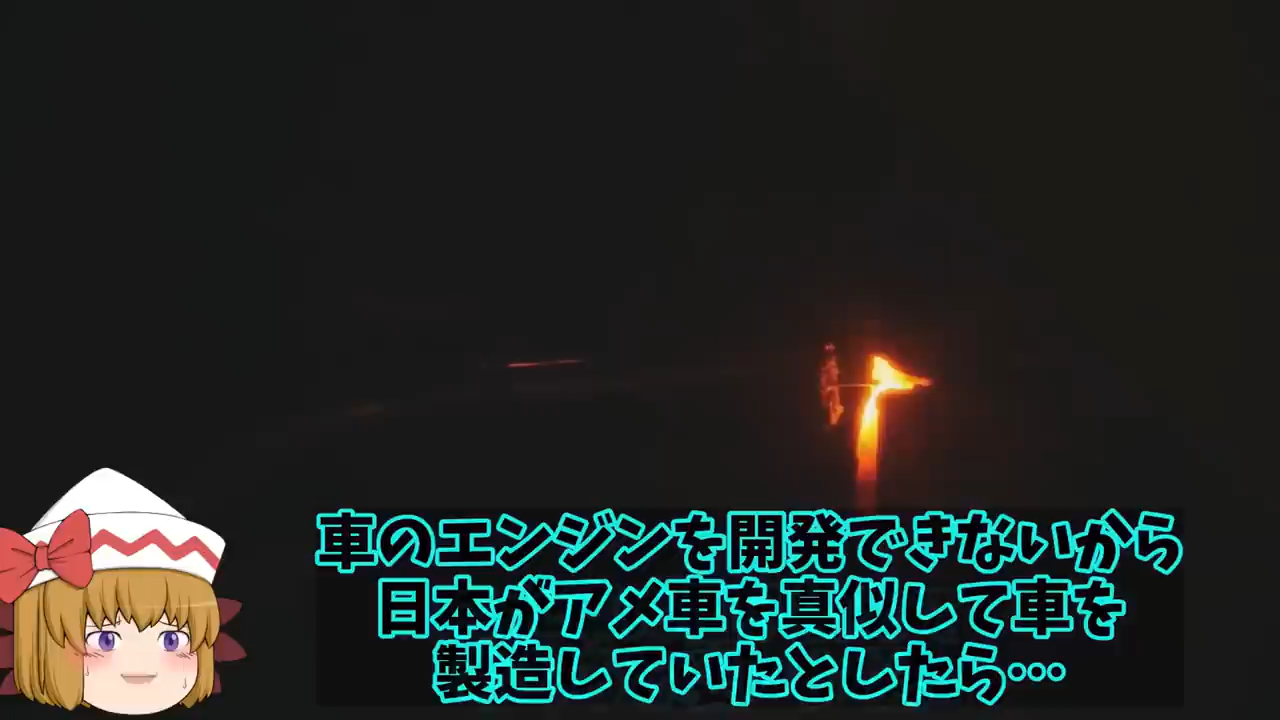 車のエンジンを開発できないから
日本がアメ車を真似して車を
製造していたとしたら…